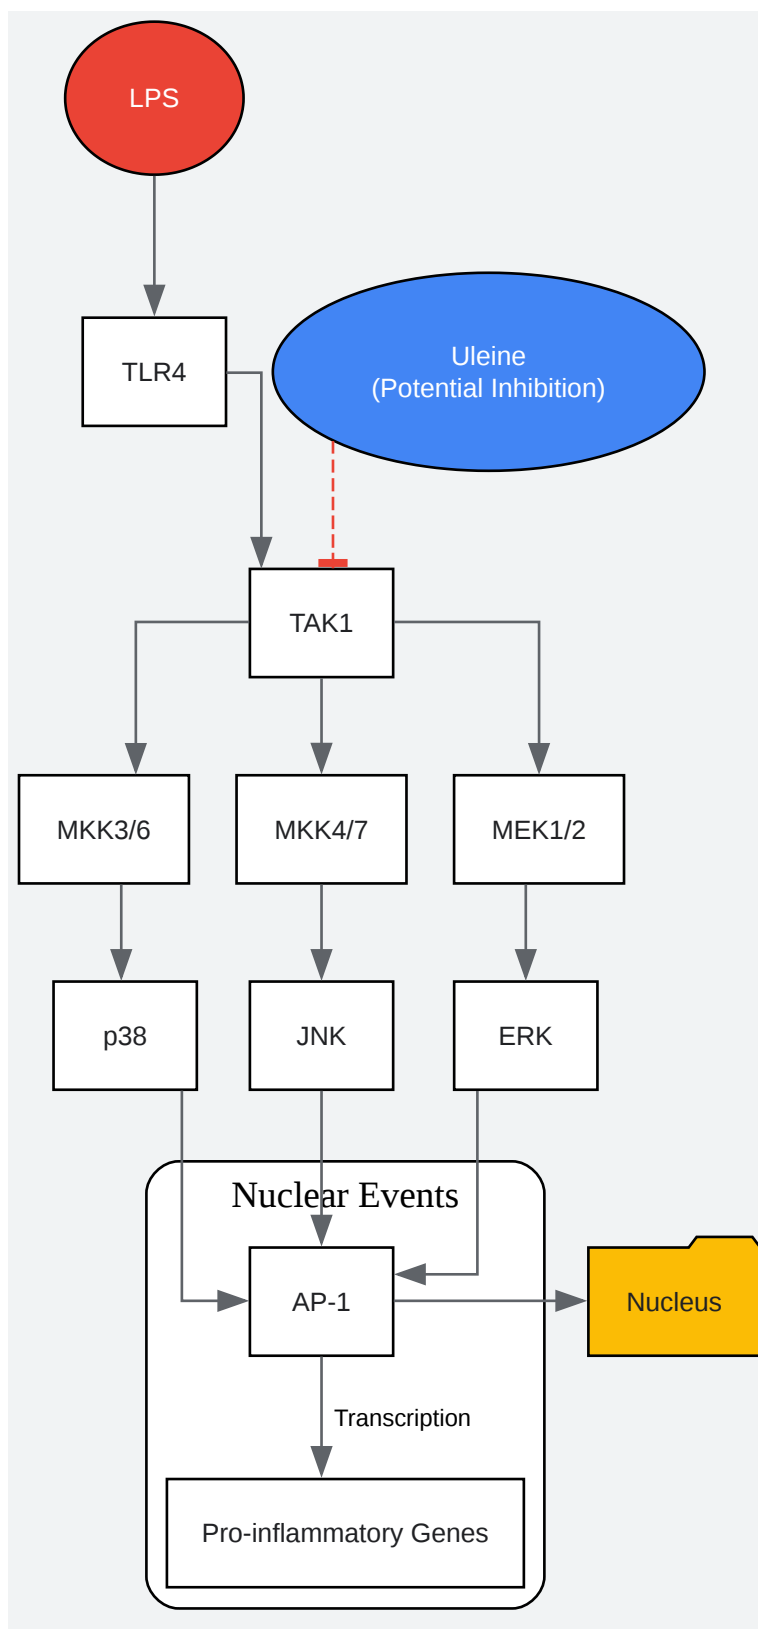 LPS
TLR4
Uleine
(Potential Inhibition)
TAK1
MKK3/6
MKK4/7
MEK1/2
p38
JNK
ERK
Nuclear Events
AP-1
Nucleus
Transcription
Pro-inflammatory Genes